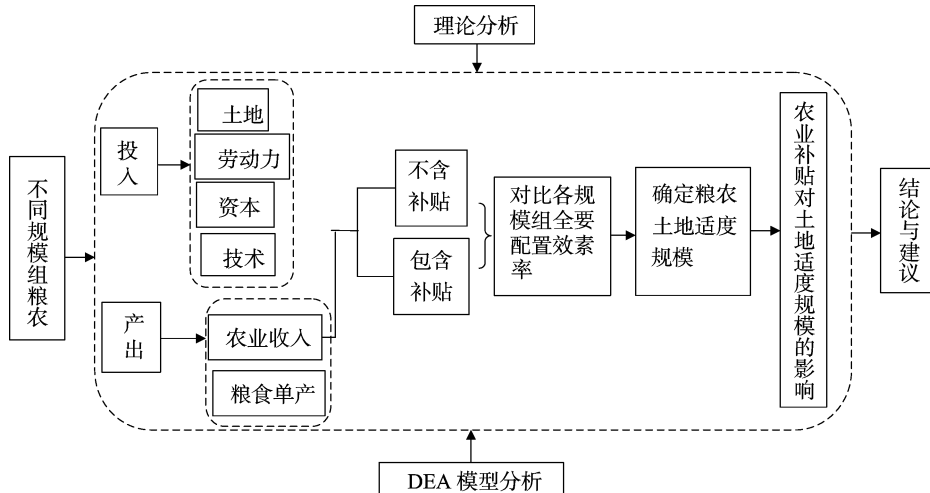 理论分析
不同规模组粮农
投入
土地
劳动力
资本
技术
产出
农业收入
粮食单产
不含
补贴
包含
补贴
对比各规
模组全要
配置效素
率
确定粮农
土地适度
规模
农业补贴对土地适度规模的影响
结论与建议
DEA 模型分析